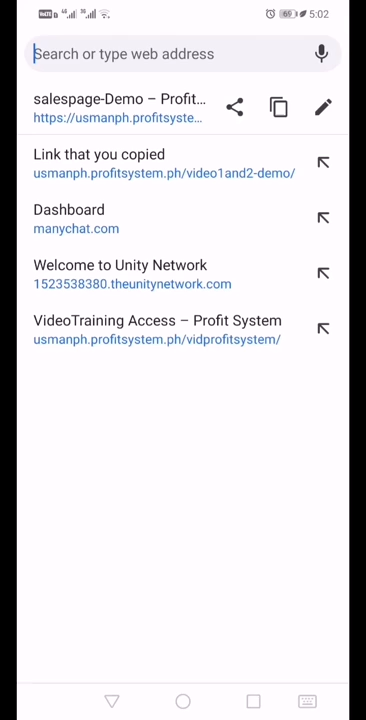 69
5:02
Search or type web address
salespage-Demo – Profit...
https://usmanph.profitsyste...
Link that you copied
usmanph.profitsystem.ph/video1and2-demo/
Dashboard
manychat.com
Welcome to Unity Network
1523538380.theunitynetwork.com
VideoTraining Access – Profit System
usmanph.profitsystem.ph/vidprofitsystem/